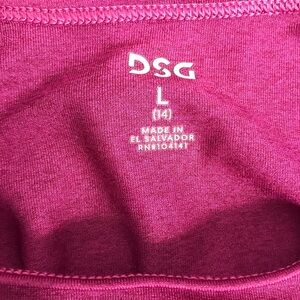 DSG
L
(14)
MADE IN
EL SALVADOR
RN#104141